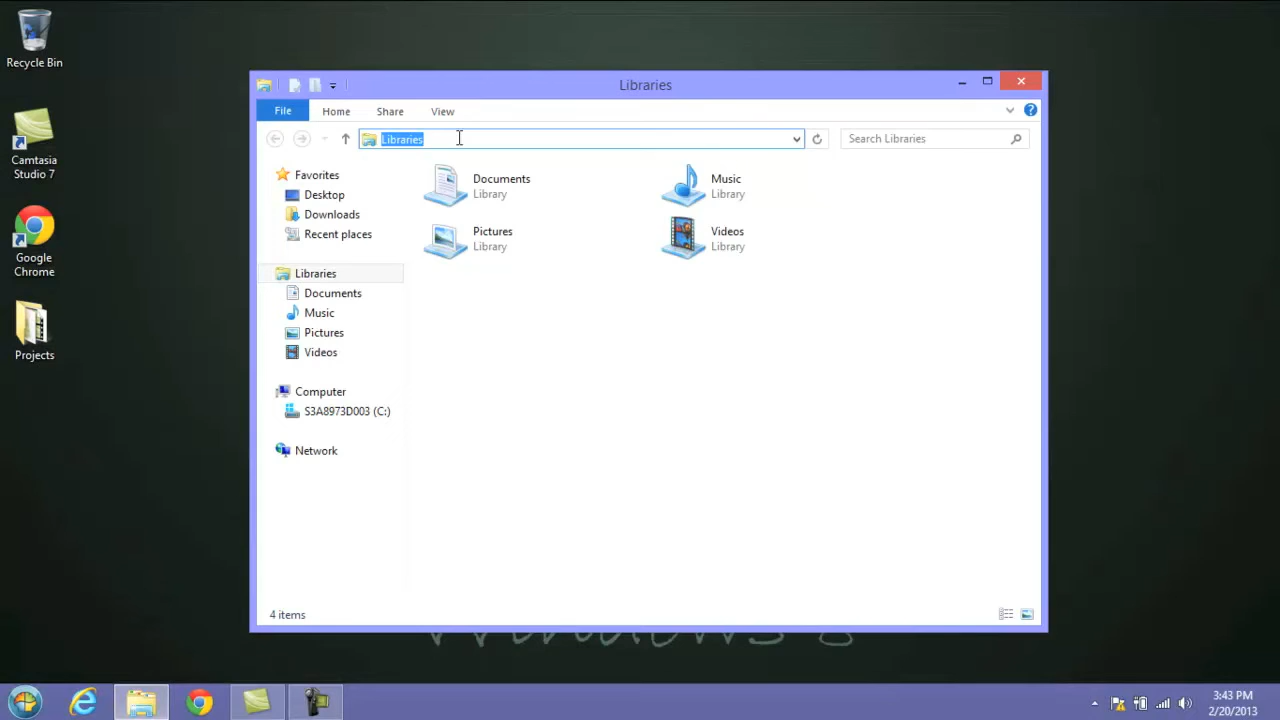 Recycle Bin
Camtasia
Studio 7
Google
Chrome
Projects
Libraries
File
Home
Share
View
Libraries
Search Libraries
Favorites
Desktop
Downloads
Recent places
Libraries
Documents
Music
Pictures
Videos
Computer
S3A8973D003 (C:)
Network
Documents
Library
Music
Library
Pictures
Library
Videos
Library
4 items
3:43 PM
2/20/2013